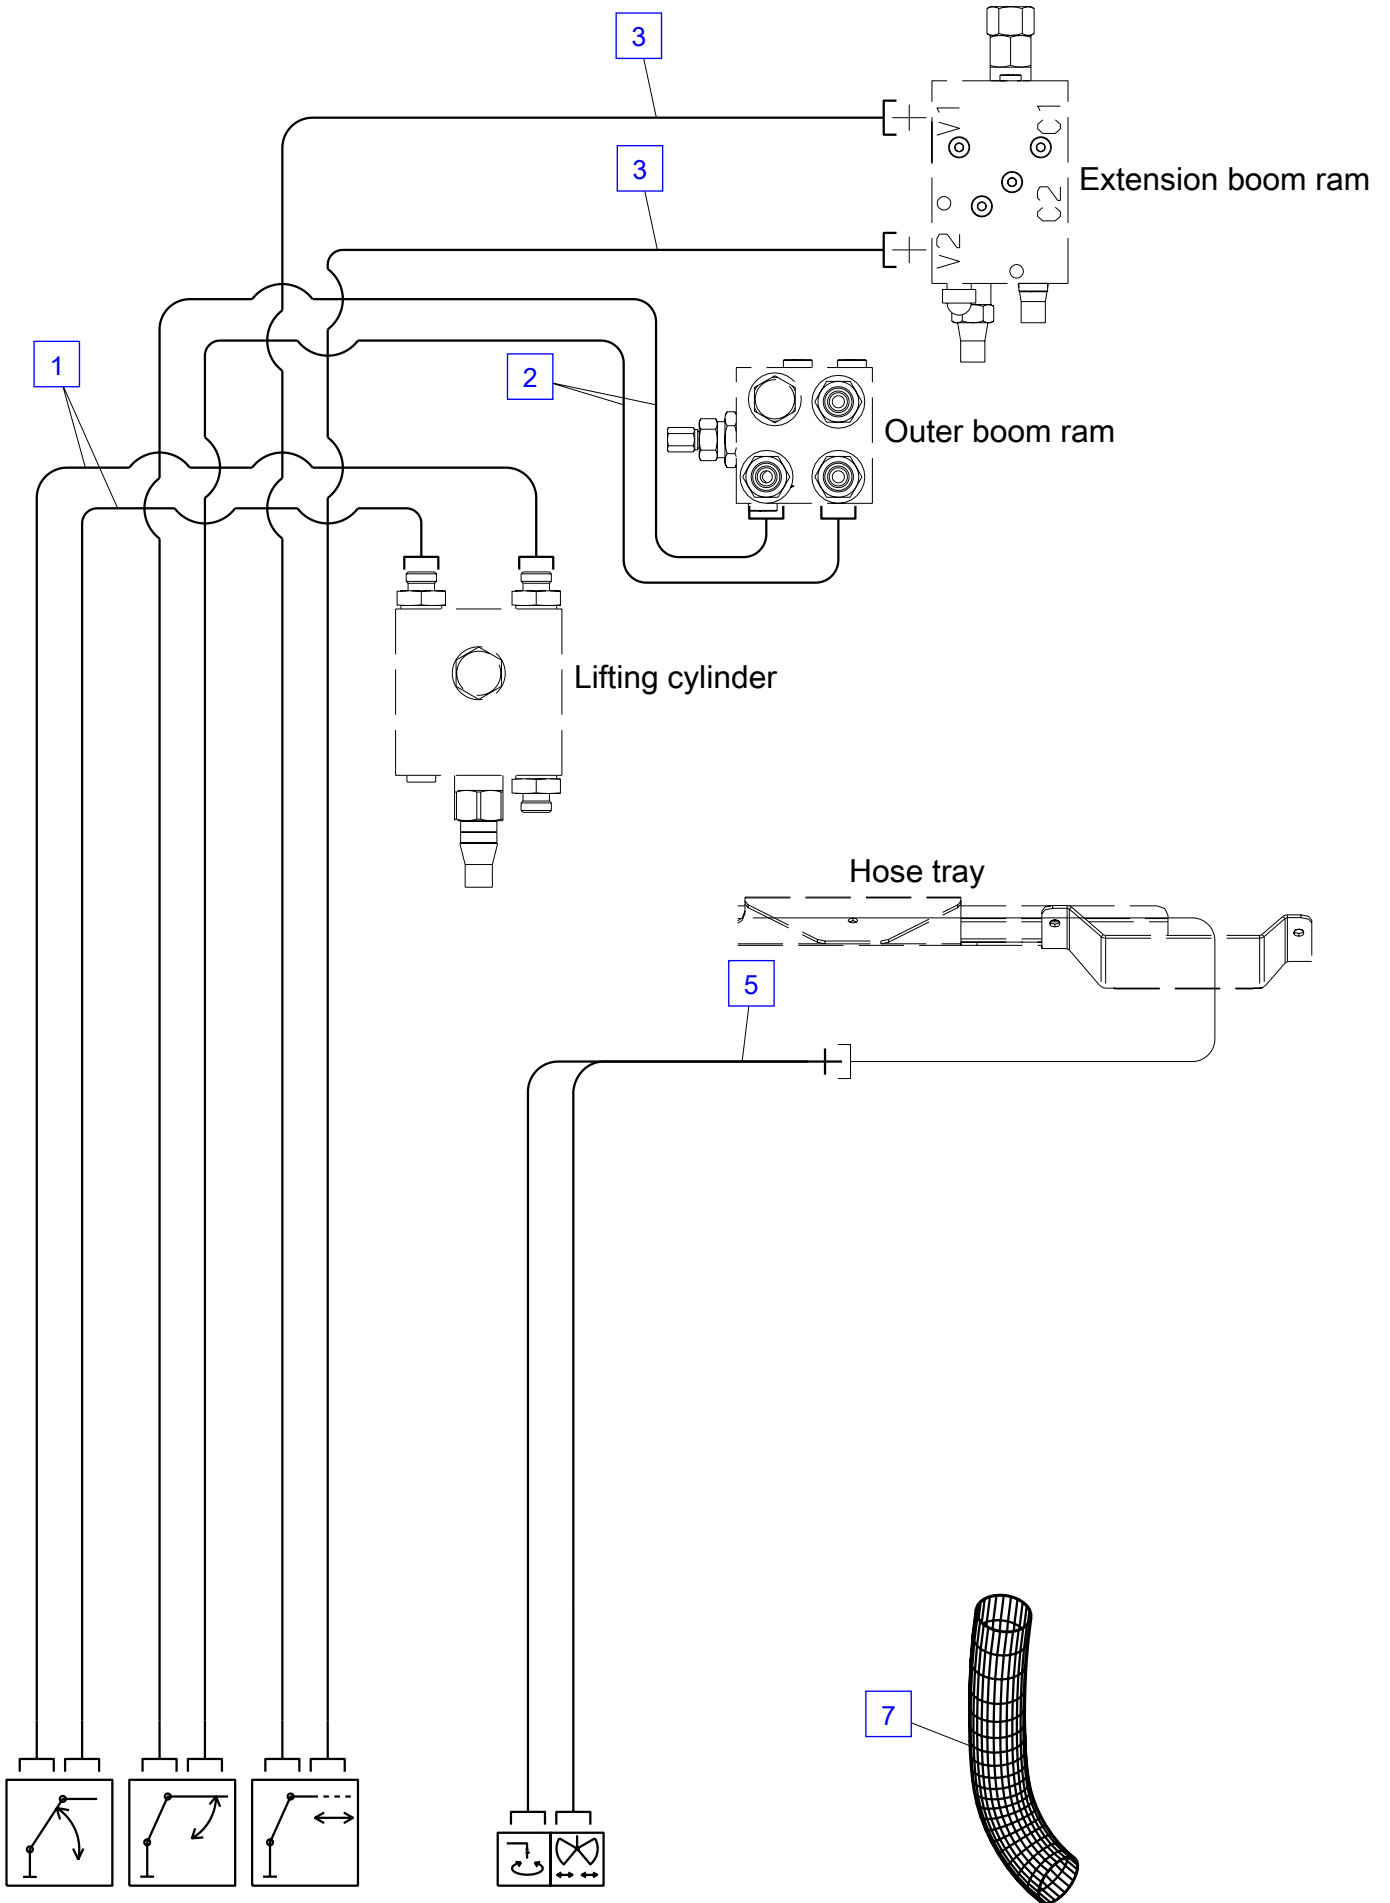 3
V1
C1
3
Extension boom ram
C2
V2
1
2
Outer boom ram
Lifting cylinder
Hose tray
5
7